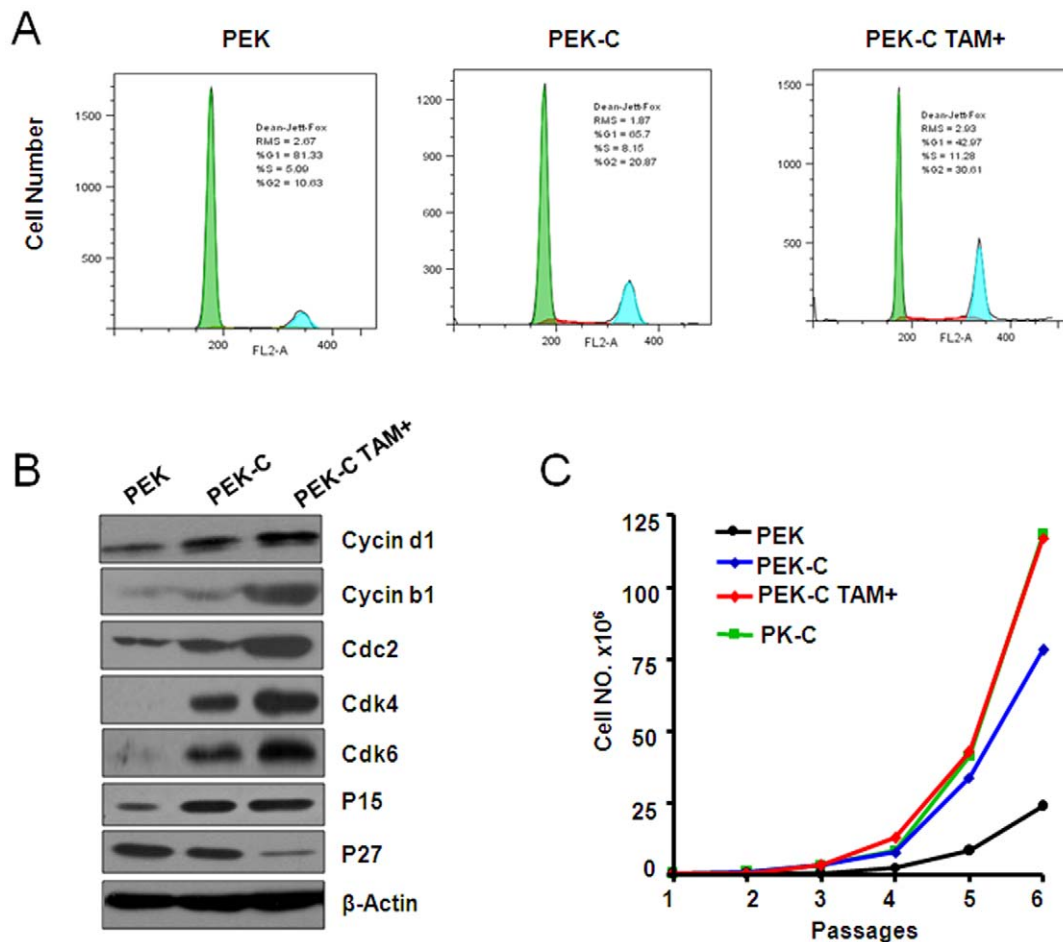 A
PEK
PEK-C
PEK-C TAM+
Cell Number
1500
1000
500
200
400
FL2-A
Dean-Jett-Fox
RMS = 2.67
%G1 = 81.33
%S = 5.09
%G2 = 10.63
1200
900
600
300
200
400
FL2-A
Dean-Jett-Fox
RMS = 1.87
%G1 = 65.7
%S = 8.15
%G2 = 20.87
1500
1000
500
200
400
FL2-A
Dean-Jett-Fox
RMS = 2.93
%G1 = 42.97
%S = 11.28
%G2 = 30.61
B
PEK
PEK-C
PEK-C TAM+
Cycin d1
Cycin b1
Cdc2
Cdk4
Cdk6
P15
P27
β-Actin
C
PEK
PEK-C
PEK-C TAM+
PK-C
Cell NO. x10⁶
125
100
75
50
25
0
1 2 3 4 5 6
Passages